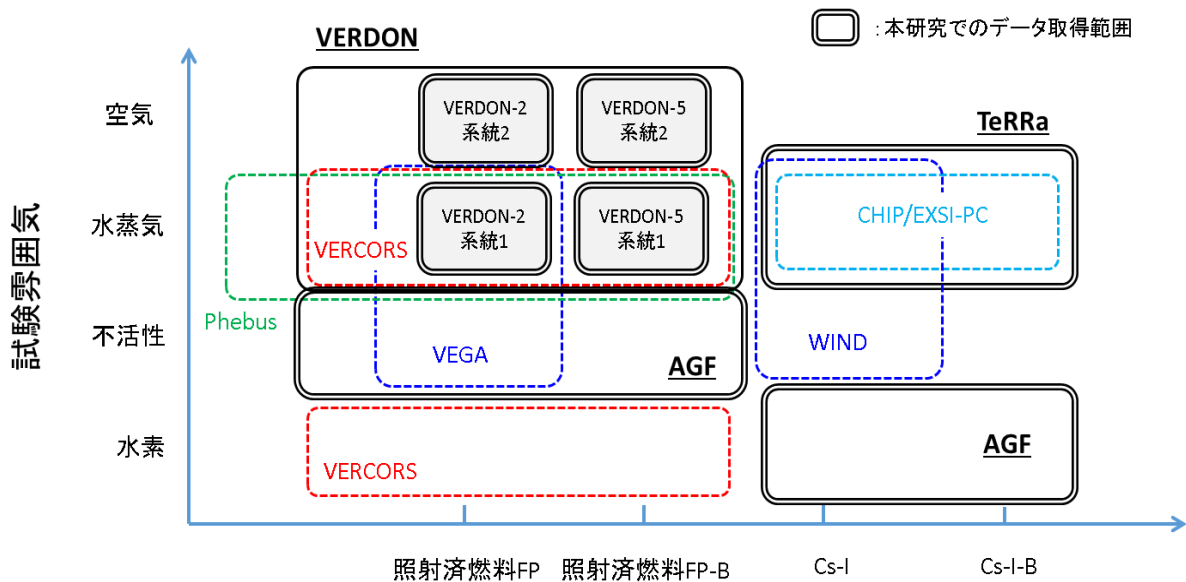 ：本研究でのデータ取得範囲
VERDON
空気
VERDON-2
系統2
VERDON-5
系統2
TeRRa
試験雰囲気
水蒸気
VERCORS
VERDON-2
系統1
VERDON-5
系統1
CHIP/EXSI-PC
Phebus
不活性
VEGA
AGF
WIND
水素
VERCORS
AGF
照射済燃料FP
照射済燃料FP-B
Cs-I
Cs-I-B